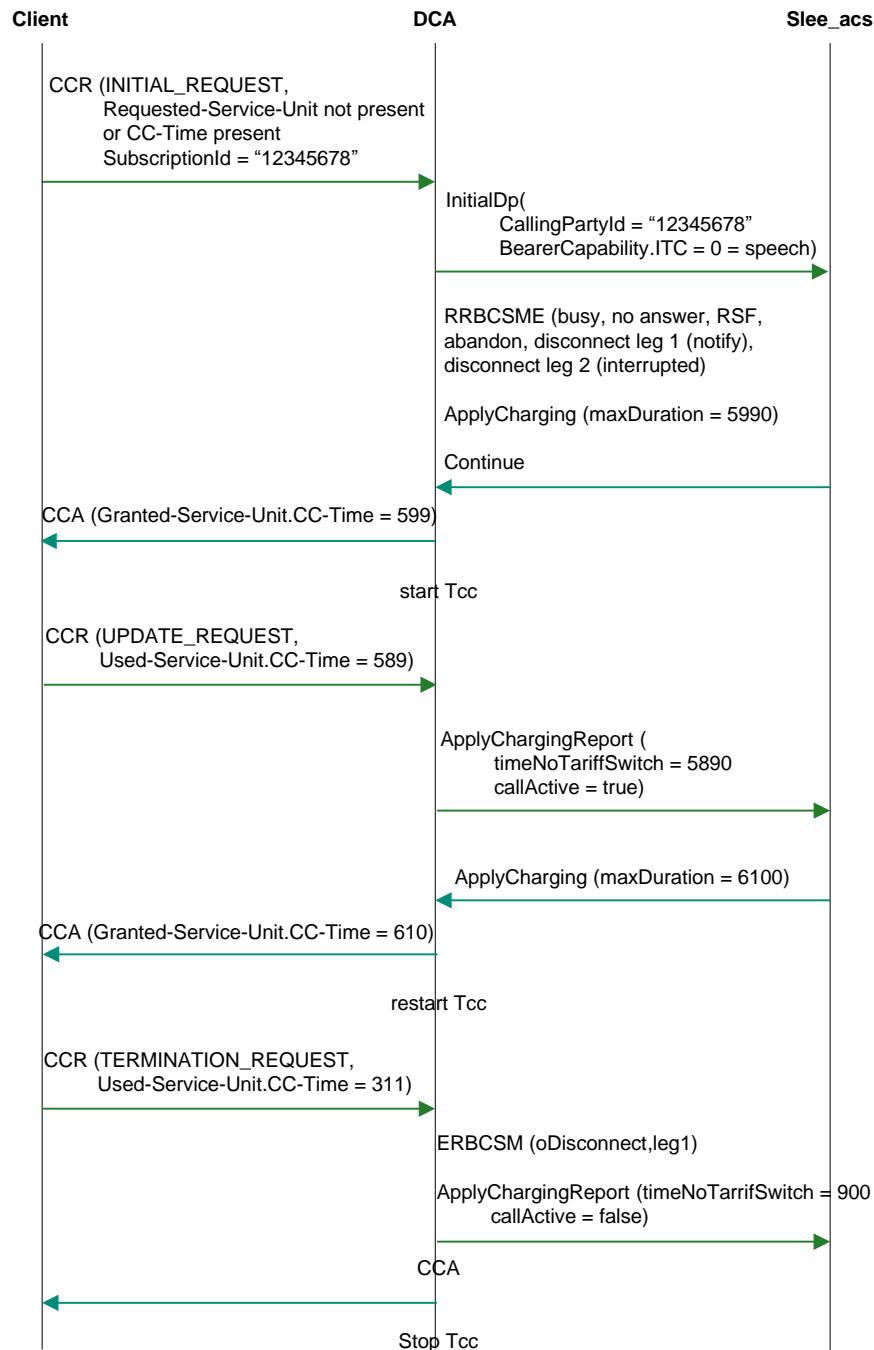 Client DCA Slee_acs
CCR (INITIAL_REQUEST,
Requested-Service-Unit not present
or CC-Time present
SubscriptionId = “12345678”
InitialDp(
CallingPartyId = “12345678”
BearerCapability.ITC = 0 = speech)
RRBCSME (busy, no answer, RSF,
abandon, disconnect leg 1 (notify),
disconnect leg 2 (interrupted)
ApplyCharging (maxDuration = 5990)
Continue
CCA (Granted-Service-Unit.CC-Time = 599)
start Tcc
CCR (UPDATE_REQUEST,
Used-Service-Unit.CC-Time = 589)
ApplyChargingReport (
timeNoTariffSwitch = 5890
callActive = true)
ApplyCharging (maxDuration = 6100)
CCA (Granted-Service-Unit.CC-Time = 610)
restart Tcc
CCR (TERMINATION_REQUEST,
Used-Service-Unit.CC-Time = 311)
ERBCSM (oDisconnect,leg1)
ApplyChargingReport (timeNoTarrifSwitch = 900
callActive = false)
CCA
Stop Tcc